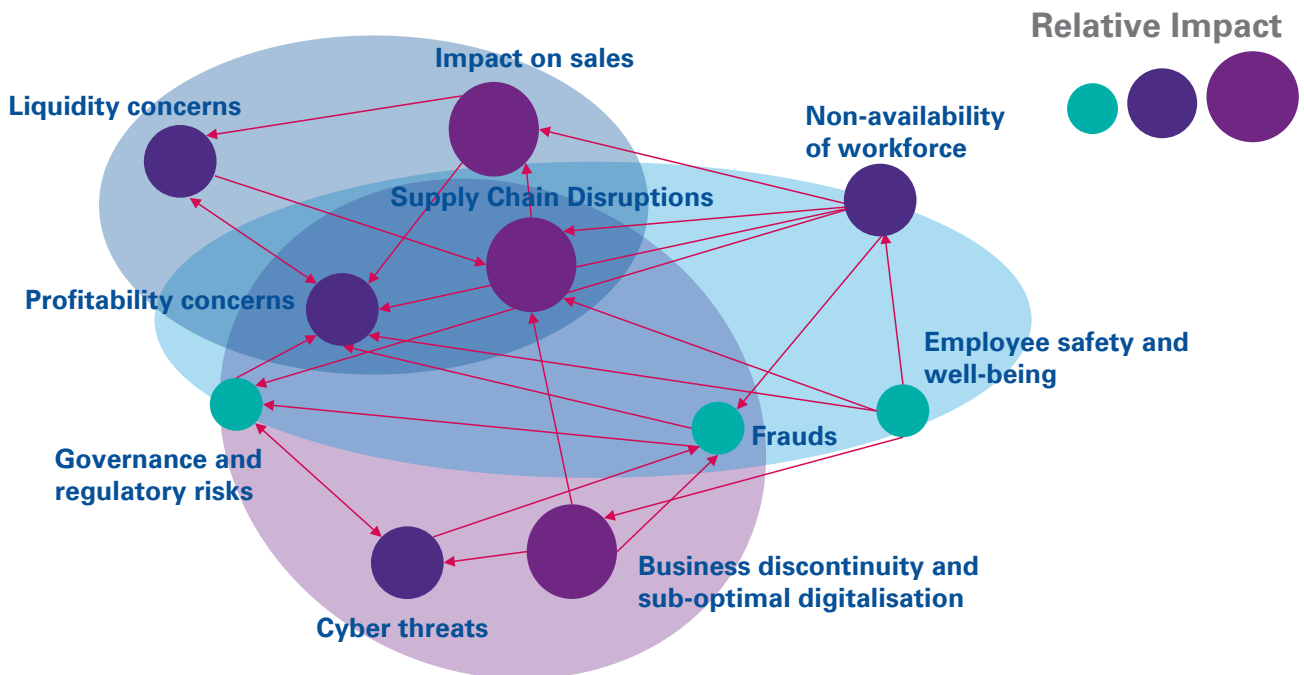 Relative Impact
Impact on sales
Liquidity concerns
Non-availability
of workforce
Supply Chain Disruptions
Profitability concerns
Employee safety and
well-being
Frauds
Governance and
regulatory risks
Business discontinuity and
sub-optimal digitalisation
Cyber threats